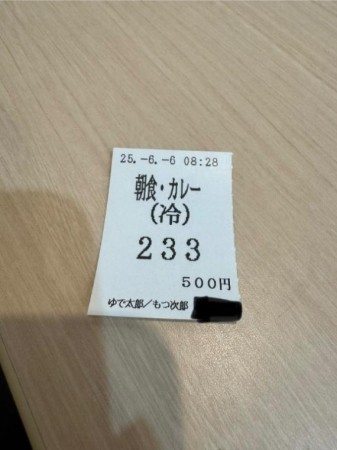 25.-6.-6 08:28
朝食・カレー
(冷)
233
500円
ゆで太郎/もつ次郎